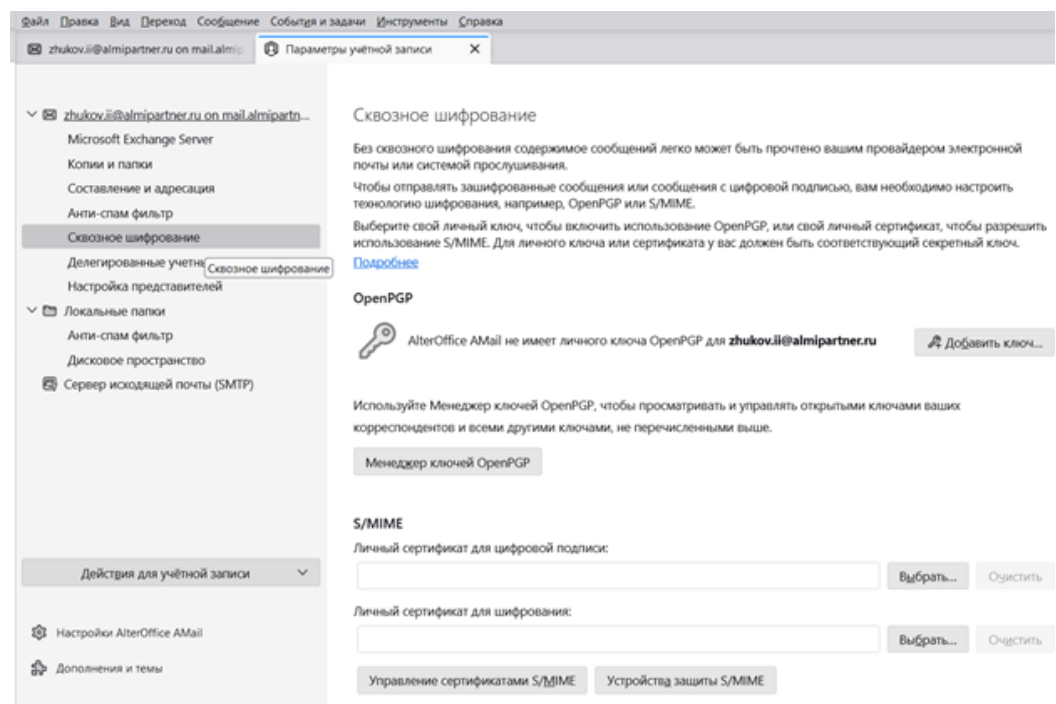 Файл Правка Вид Переход Сообщение События и задачи Инструменты Справка
zhukov.ii@almipartner.ru on mail.almip
Параметры учётной записи
zhukov.ii@almipartner.ru on mail.almipartn...
Microsoft Exchange Server
Копии и папки
Составление и адресация
Анти-спам фильтр
Сквозное шифрование
Делегированные учетн
Сквозное шифрование
Настройка представителей
Локальные папки
Анти-спам фильтр
Дисковое пространство
Сервер исходящей почты (SMTP)
Действия для учётной записи
Настройки AlterOffice AMail
Дополнения и темы
Сквозное шифрование
Без сквозного шифрования содержимое сообщений легко может быть прочтено вашим провайдером электронной
почты или системой прослушивания.
Чтобы отправлять зашифрованные сообщения или сообщения с цифровой подписью, вам необходимо настроить
технологию шифрования, например, OpenPGP или S/MIME.
Выберите свой личный ключ, чтобы включить использование OpenPGP, или свой личный сертификат, чтобы разрешить
использование S/MIME. Для личного ключа или сертификата у вас должен быть соответствующий секретный ключ.
Подробнее
OpenPGP
AlterOffice AMail не имеет личного ключа OpenPGP для zhukov.ii@almipartner.ru
Добавить ключ...
Используйте Менеджер ключей OpenPGP, чтобы просматривать и управлять открытыми ключами ваших
корреспондентов и всеми другими ключами, не перечисленными выше.
Менеджер ключей OpenPGP
S/MIME
Личный сертификат для цифровой подписи:
Выбрать... Очистить
Личный сертификат для шифрования:
Выбрать... Очистить
Управление сертификатами S/MIME Устройства защиты S/MIME